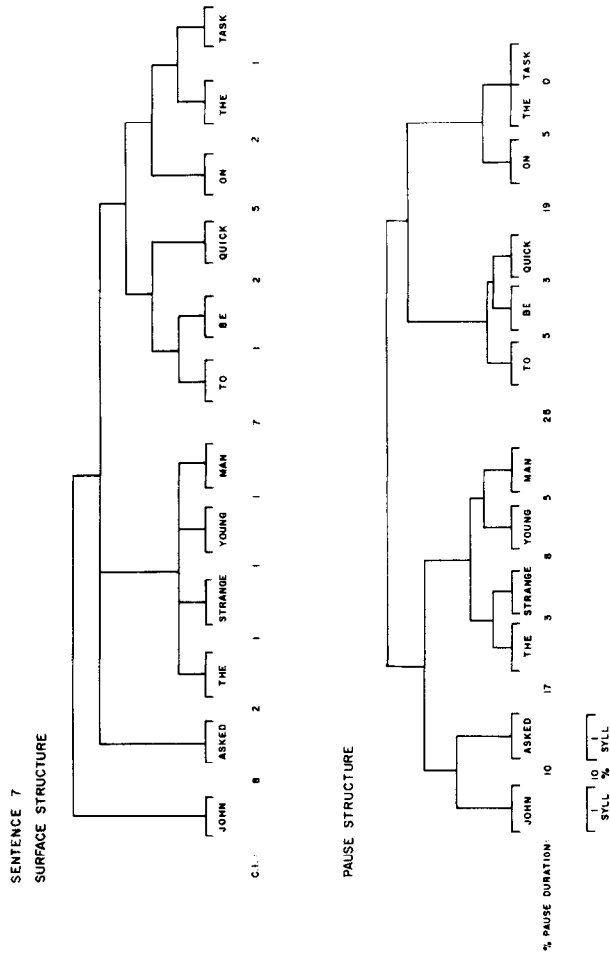 SENTENCE 7
SURFACE STRUCTURE
JOHN ASKED THE STRANGE YOUNG MAN TO BE QUICK ON THE TASK
C.I.: 8 2 1 1 1 7 1 2 5 2 1
PAUSE STRUCTURE
JOHN ASKED THE STRANGE YOUNG MAN TO BE QUICK ON THE TASK
% PAUSE DURATION: 10 17 3 8 5 28 5 3 19 5 0
1 10 1
SYLL % SYLL